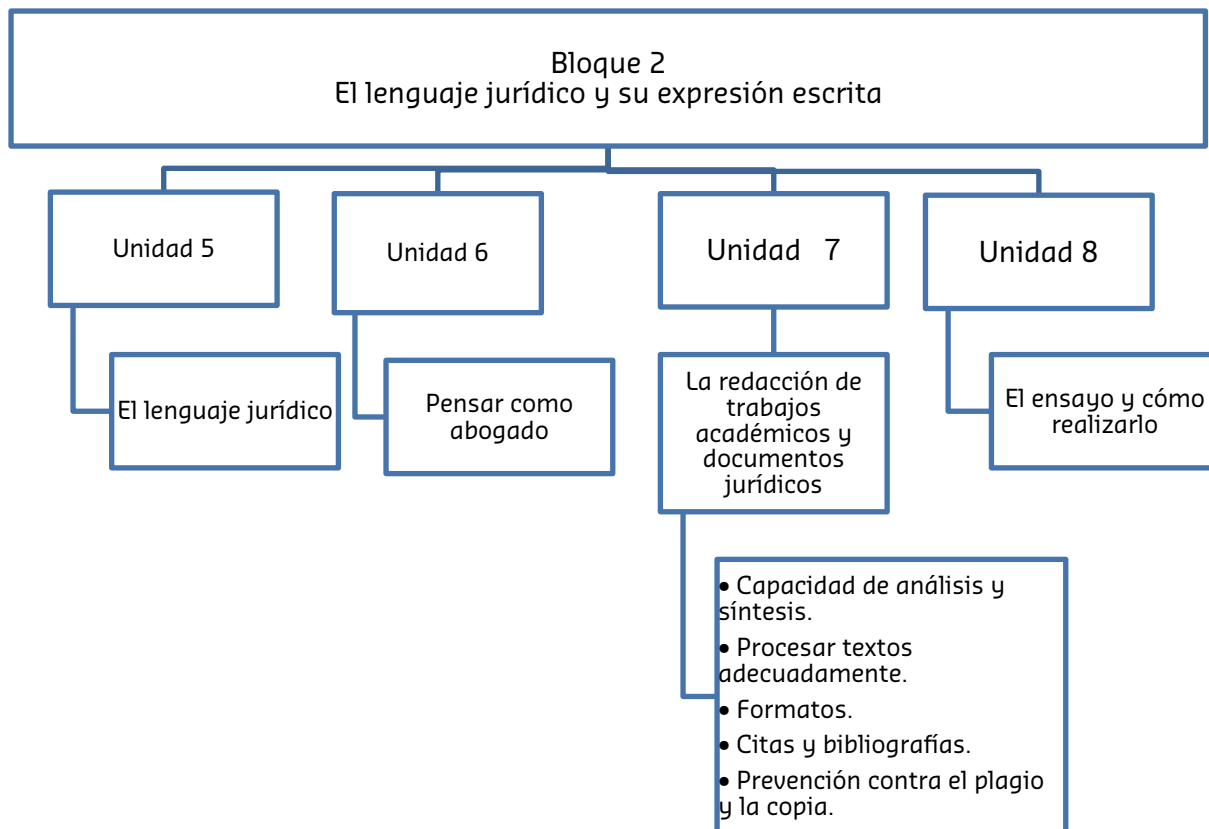 Bloque 2
El lenguaje jurídico y su expresión escrita
Unidad 5
Unidad 6
Unidad 7
Unidad 8
El lenguaje jurídico
Pensar como
abogado
La redacción de
trabajos
académicos y
documentos
jurídicos
El ensayo y cómo
realizarlo
• Capacidad de análisis y
síntesis.
• Procesar textos
adecuadamente.
• Formatos.
• Citas y bibliografías.
• Prevención contra el plagio
y la copia.